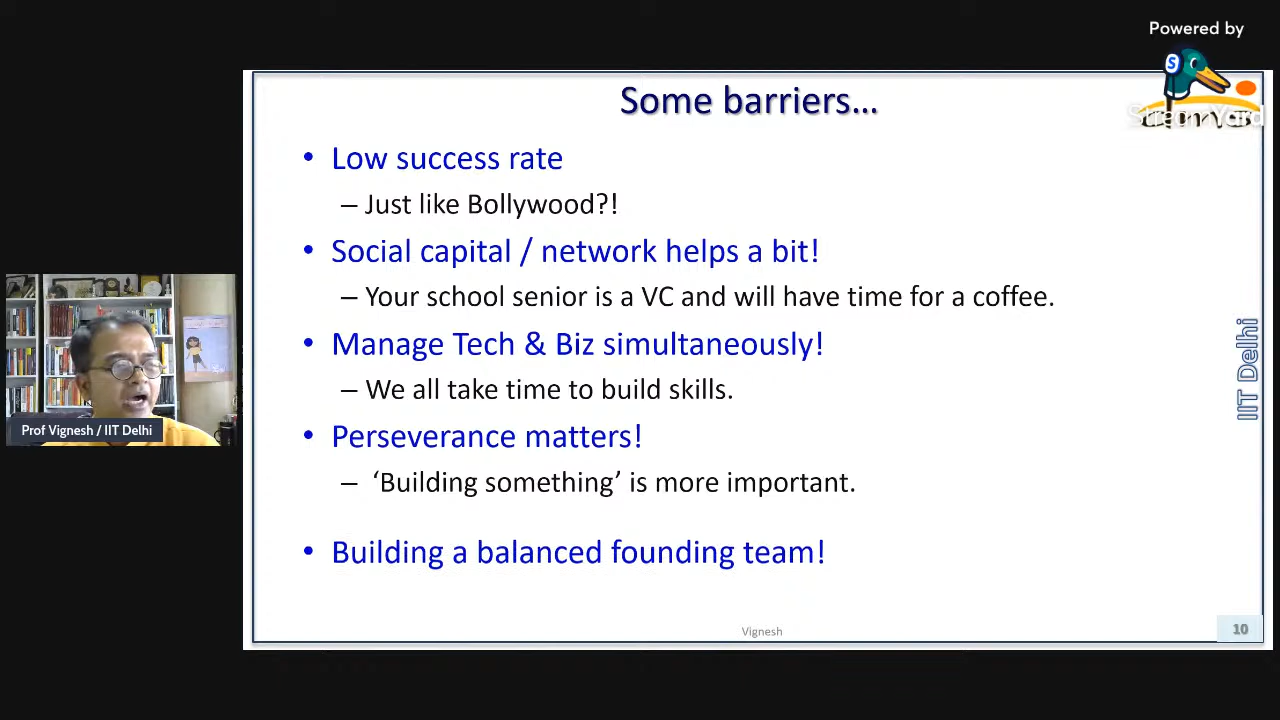 Powered by
StreamYard
Some barriers…
• Low success rate
– Just like Bollywood?!
• Social capital / network helps a bit!
– Your school senior is a VC and will have time for a coffee.
• Manage Tech & Biz simultaneously!
– We all take time to build skills.
• Perseverance matters!
– ‘Building something’ is more important.
• Building a balanced founding team!
IIT Delhi
Prof Vignesh / IIT Delhi
Vignesh
10